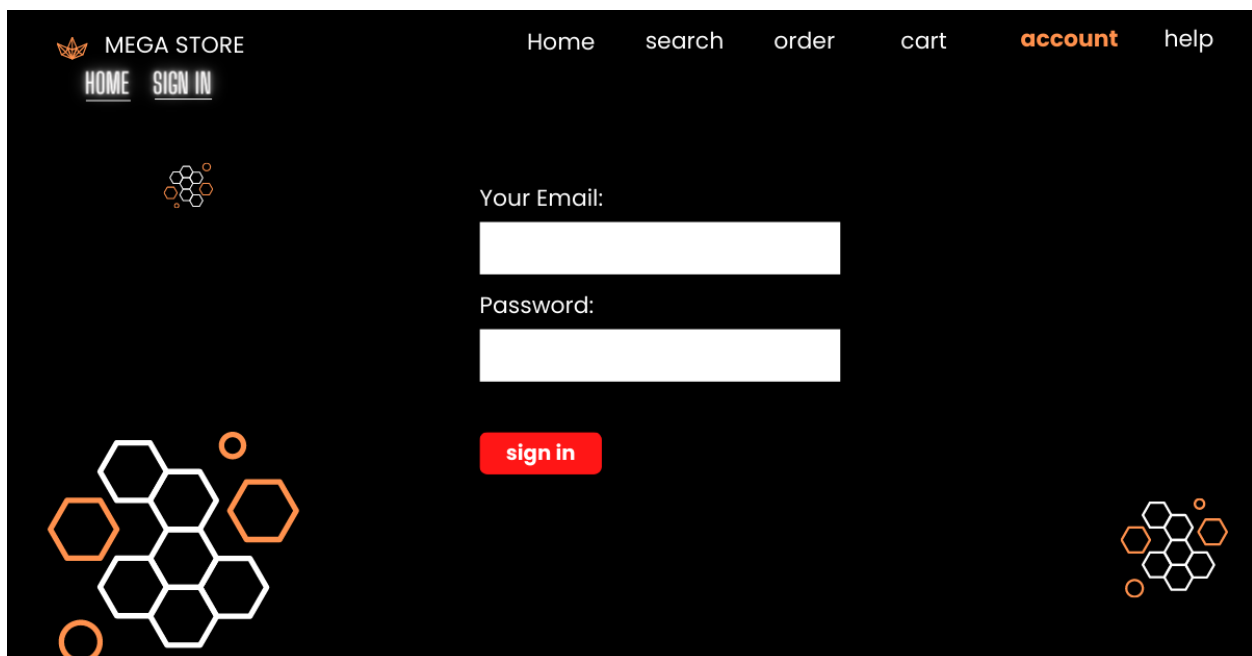 MEGA STORE Home search order cart account help
HOME SIGN IN
Your Email:
Password:
sign in